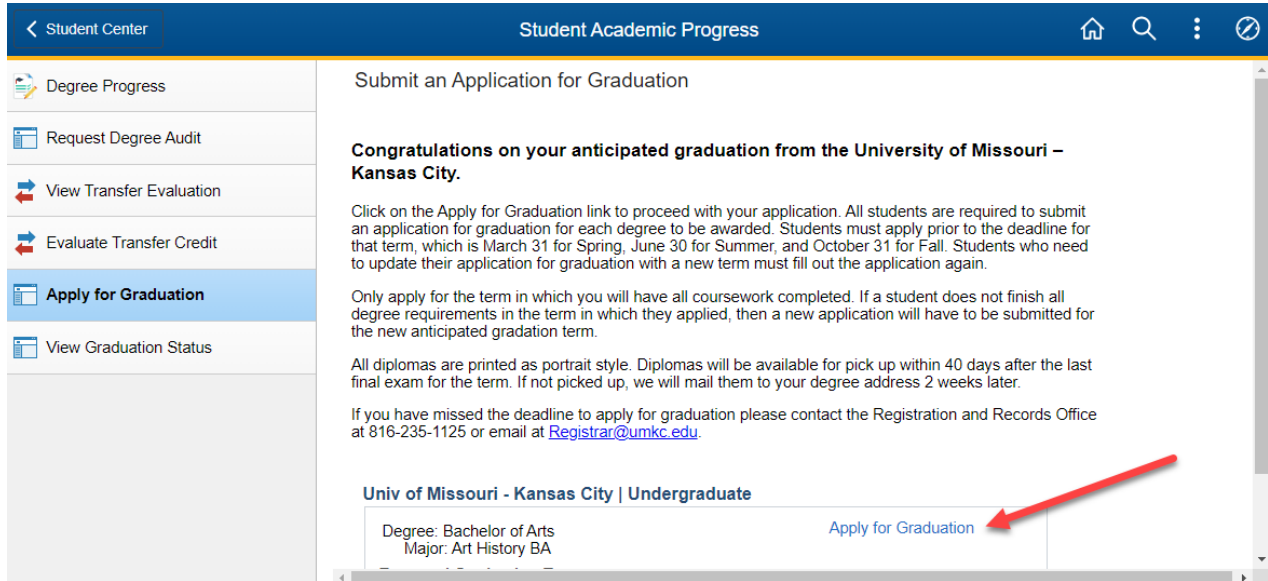 Student Center
Student Academic Progress
Degree Progress
Request Degree Audit
View Transfer Evaluation
Evaluate Transfer Credit
Apply for Graduation
View Graduation Status
Submit an Application for Graduation
Congratulations on your anticipated graduation from the University of Missouri –
Kansas City.
Click on the Apply for Graduation link to proceed with your application. All students are required to submit
an application for graduation for each degree to be awarded. Students must apply prior to the deadline for
that term, which is March 31 for Spring, June 30 for Summer, and October 31 for Fall. Students who need
to update their application for graduation with a new term must fill out the application again.
Only apply for the term in which you will have all coursework completed. If a student does not finish all
degree requirements in the term in which they applied, then a new application will have to be submitted for
the new anticipated gradation term.
All diplomas are printed as portrait style. Diplomas will be available for pick up within 40 days after the last
final exam for the term. If not picked up, we will mail them to your degree address 2 weeks later.
If you have missed the deadline to apply for graduation please contact the Registration and Records Office
at 816-235-1125 or email at Registrar@umkc.edu.
Univ of Missouri - Kansas City | Undergraduate
Degree: Bachelor of Arts
Apply for Graduation
Major: Art History BA